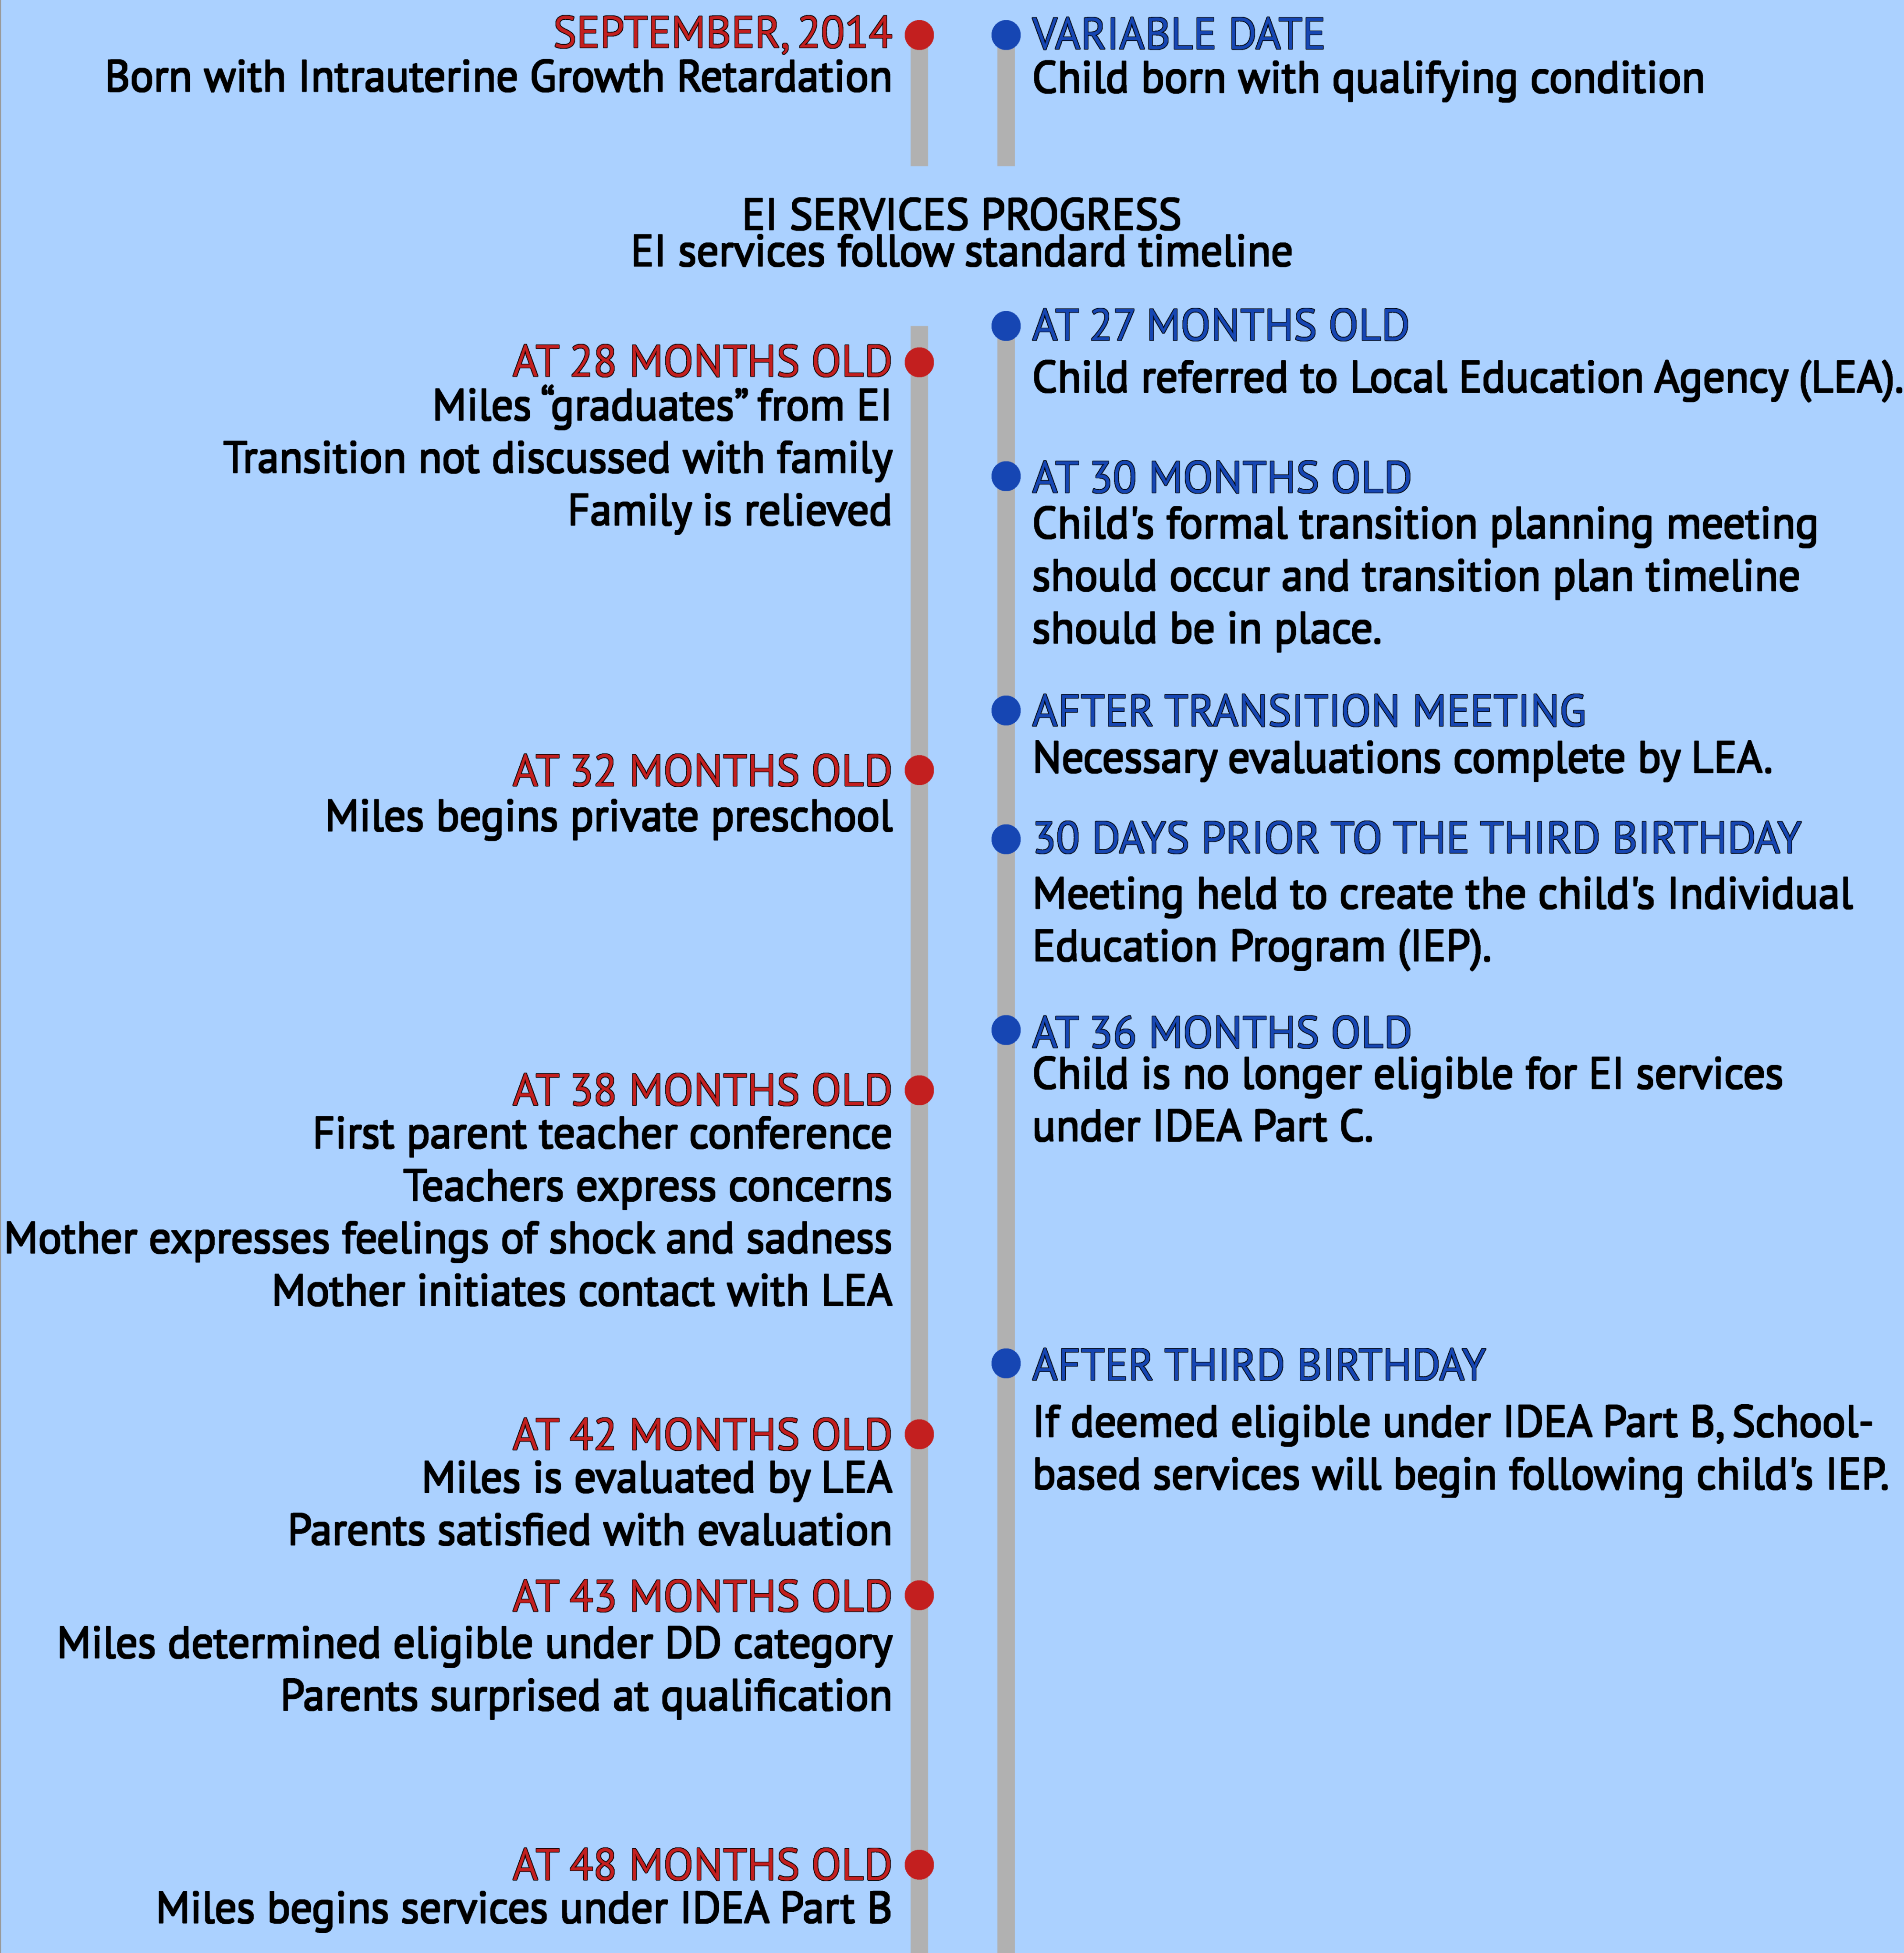 SEPTEMBER, 2014
Born with Intrauterine Growth Retardation
VARIABLE DATE
Child born with qualifying condition
EI SERVICES PROGRESS
EI services follow standard timeline
AT 28 MONTHS OLD
Miles “graduates” from EI
Transition not discussed with family
Family is relieved
AT 32 MONTHS OLD
Miles begins private preschool
AT 38 MONTHS OLD
First parent teacher conference
Teachers express concerns
Mother expresses feelings of shock and sadness
Mother initiates contact with LEA
AT 42 MONTHS OLD
Miles is evaluated by LEA
Parents satisfied with evaluation
AT 43 MONTHS OLD
Miles determined eligible under DD category
Parents surprised at qualification
AT 48 MONTHS OLD
Miles begins services under IDEA Part B
AT 27 MONTHS OLD
Child referred to Local Education Agency (LEA).
AT 30 MONTHS OLD
Child's formal transition planning meeting
should occur and transition plan timeline
should be in place.
AFTER TRANSITION MEETING
Necessary evaluations complete by LEA.
30 DAYS PRIOR TO THE THIRD BIRTHDAY
Meeting held to create the child's Individual
Education Program (IEP).
AT 36 MONTHS OLD
Child is no longer eligible for EI services
under IDEA Part C.
AFTER THIRD BIRTHDAY
If deemed eligible under IDEA Part B, School-
based services will begin following child's IEP.